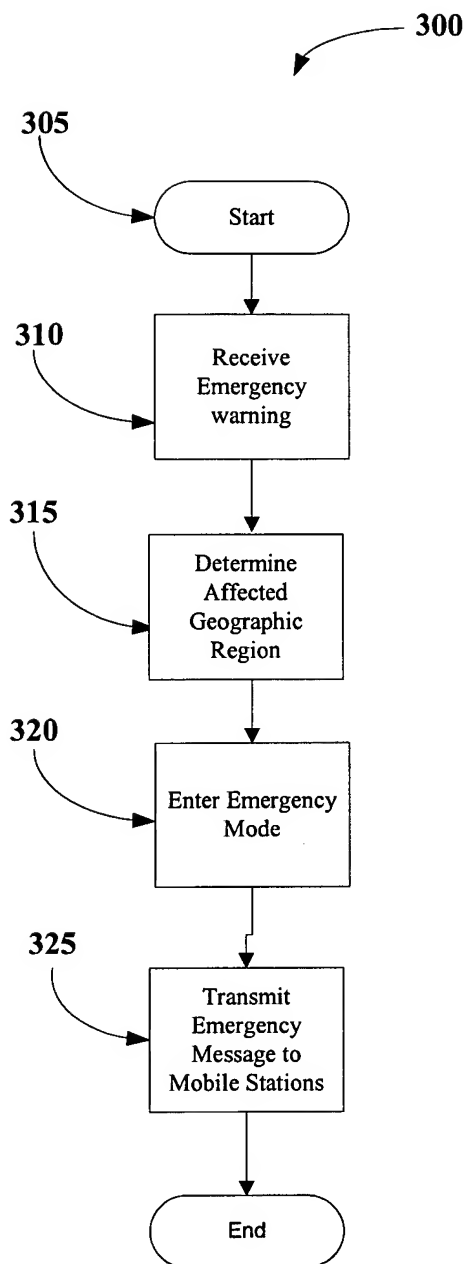 300
305
Start
310
Receive
Emergency
warning
315
Determine
Affected
Geographic
Region
320
Enter Emergency
Mode
325
Transmit
Emergency
Message to
Mobile Stations
End